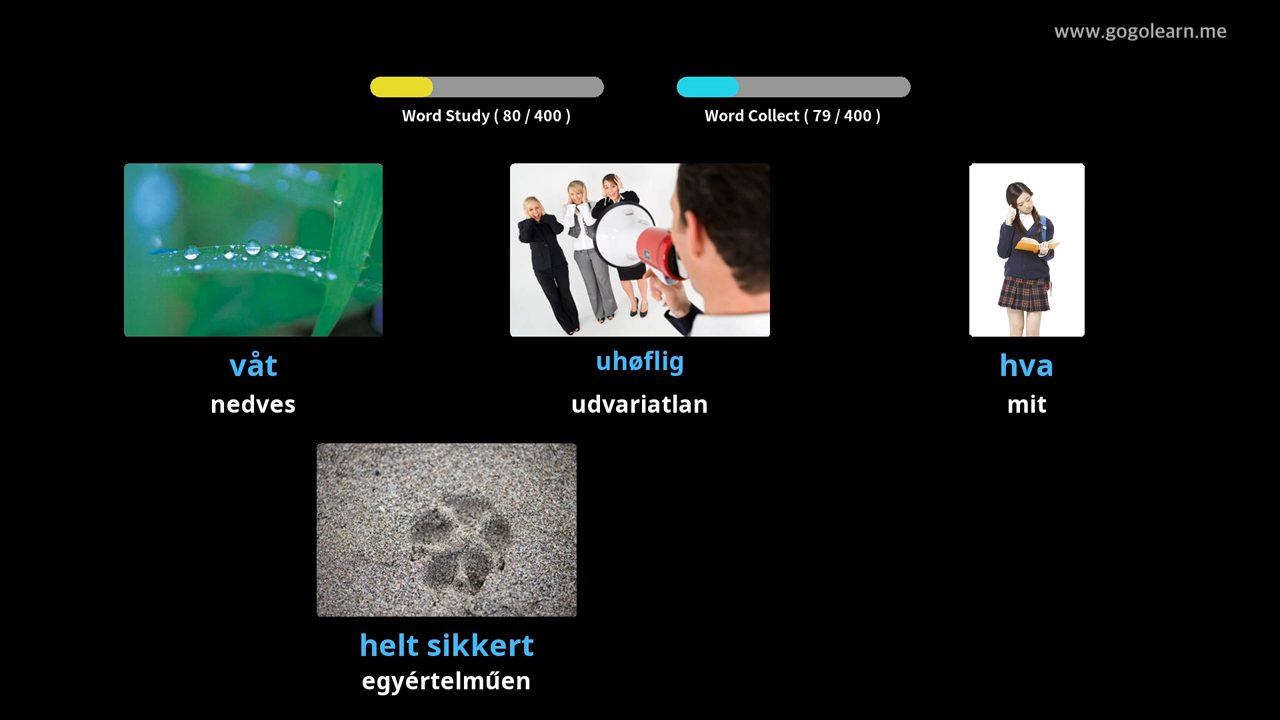 www.gogolearn.me
Word Study ( 80 / 400 )
Word Collect ( 79 / 400 )
våt
nedves
uhøflig
udvariatlan
hva
mit
helt sikkert
egyértelműen